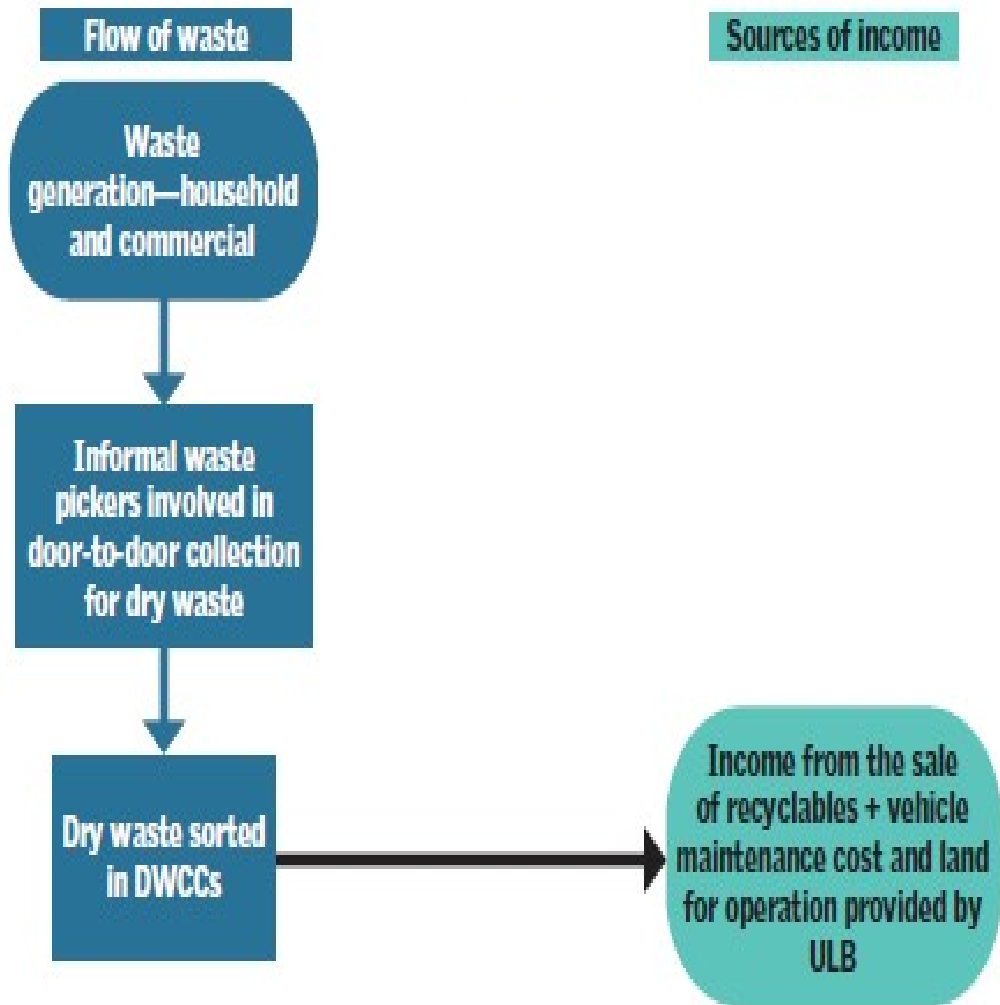 Flow of waste
Sources of income
Waste
generation—household
and commercial
Informal waste
pickers involved in
door-to-door collection
for dry waste
Dry waste sorted
in DWCCs
Income from the sale
of recyclables + vehicle
maintenance cost and land
for operation provided by
ULB